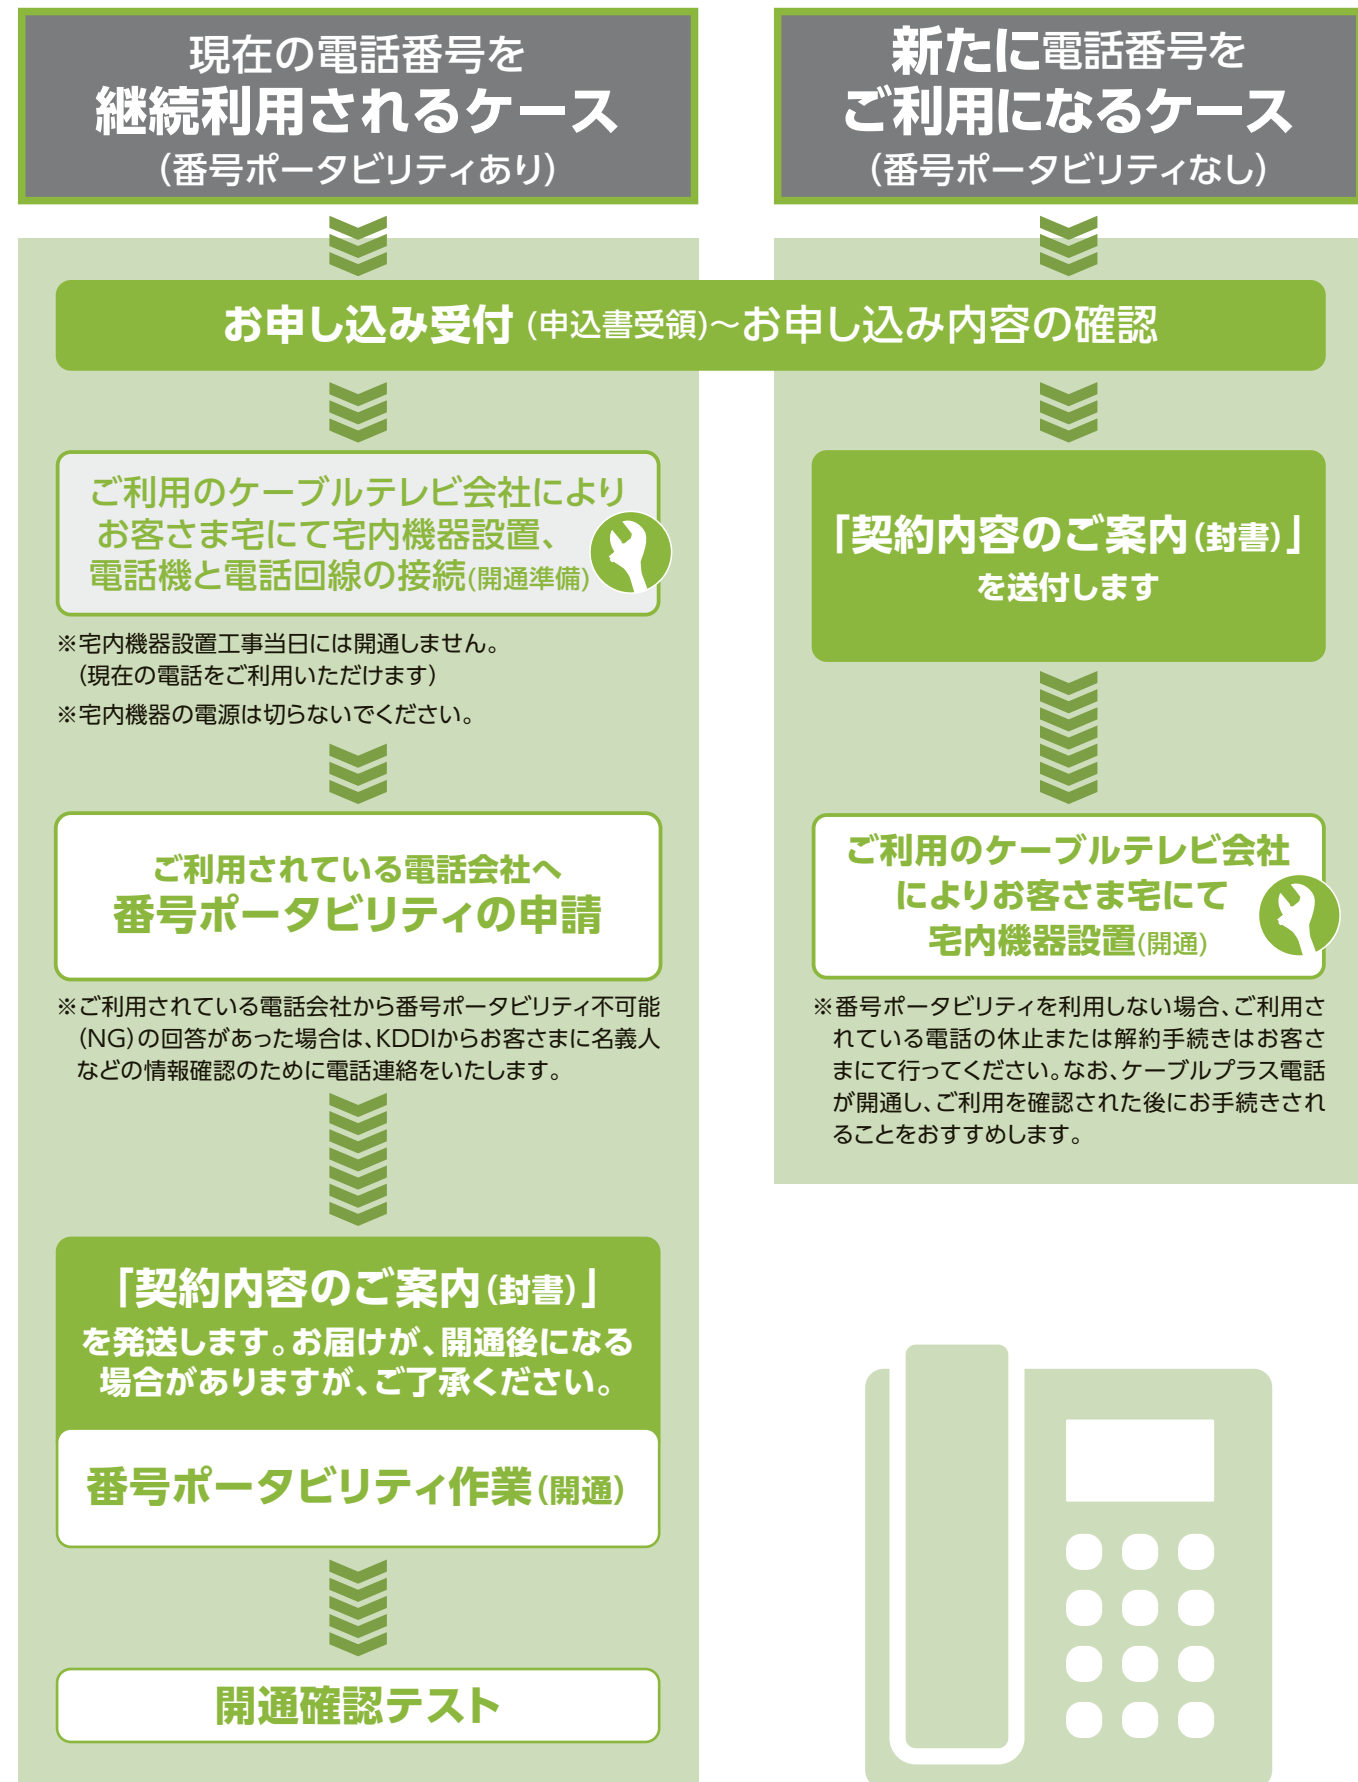 現在の電話番号を
継続利用されるケース
（番号ポータビリティあり）
新たに電話番号を
ご利用になるケース
（番号ポータビリティなし）
お申し込み受付（申込書受領）～お申し込み内容の確認
ご利用のケーブルテレビ会社により
お客さま宅にて宅内機器設置、
電話機と電話回線の接続（開通準備）
※宅内機器設置工事当日には開通しません。
（現在の電話をご利用いただけます）
※宅内機器の電源は切らないでください。
ご利用されている電話会社へ
番号ポータビリティの申請
※ご利用されている電話会社から番号ポータビリティ不可能
（NG）の回答があった場合は、KDDIからお客さまに名義人
などの情報確認のために電話連絡をいたします。
「契約内容のご案内（封書）」
を発送します。お届けが、開通後になる
場合がありますが、ご了承ください。
番号ポータビリティ作業（開通）
開通確認テスト
「契約内容のご案内（封書）」
を送付します
ご利用のケーブルテレビ会社
によりお客さま宅にて
宅内機器設置（開通）
※番号ポータビリティを利用しない場合、ご利用さ
れている電話の休止または解約手続きはお客さ
まにて行ってください。なお、ケーブルプラス電話
が開通し、ご利用を確認された後にお手続きされ
ることをおすすめします。